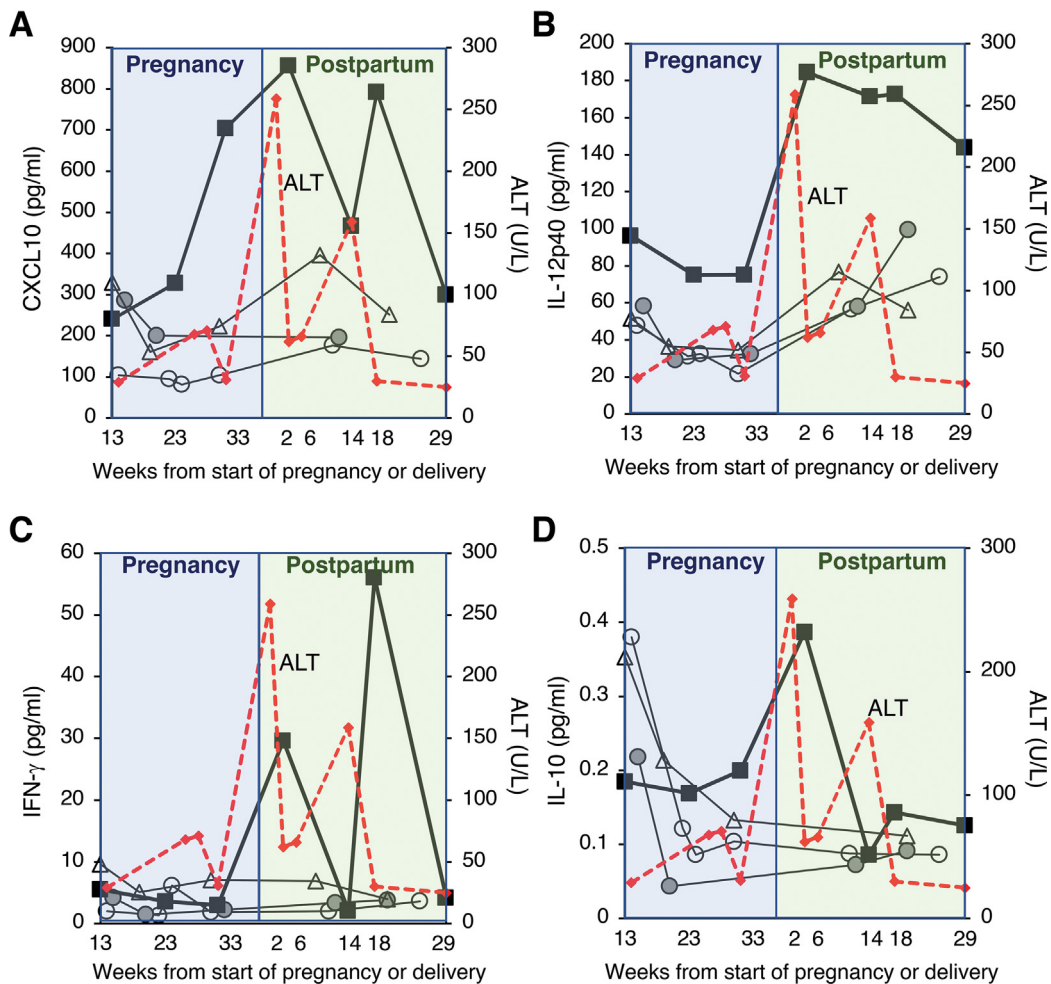 A
Pregnancy
Postpartum
ALT
CXCL10 (pg/ml)
ALT (U/L)
900
800
700
600
500
400
300
200
100
0
300
250
200
150
100
50
0
13 23 33 2 6 14 18 29
Weeks from start of pregnancy or delivery
B
Pregnancy
Postpartum
ALT
IL-12p40 (pg/ml)
ALT (U/L)
200
180
160
140
120
100
80
60
40
20
0
300
250
200
150
100
50
0
13 23 33 2 6 14 18 29
Weeks from start of pregnancy or delivery
C
Pregnancy
Postpartum
ALT
IFN-γ (pg/ml)
ALT (U/L)
60
50
40
30
20
10
0
300
250
200
150
100
50
0
13 23 33 2 6 14 18 29
Weeks from start of pregnancy or delivery
D
Pregnancy
Postpartum
ALT
IL-10 (pg/ml)
ALT (U/L)
0.5
0.4
0.3
0.2
0.1
0
300
200
100
0
13 23 33 2 6 14 18 29
Weeks from start of pregnancy or delivery